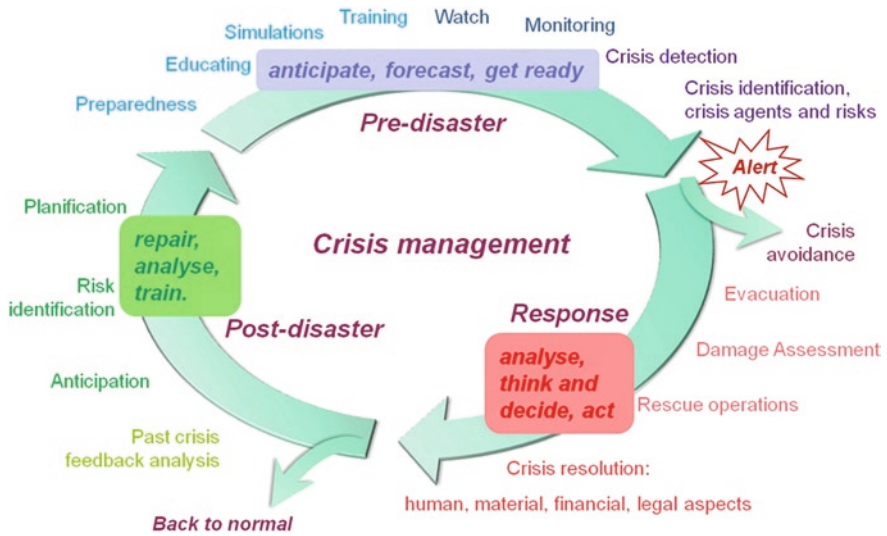 Simulations
Training
Watch
Monitoring
Educating
anticipate, forecast, get ready
Crisis detection
Preparedness
Crisis identification,
crisis agents and risks
Pre-disaster
Alert
Planification
repair,
analyse,
train.
Crisis management
Crisis
avoidance
Risk
identification
Evacuation
Post-disaster
Response
Damage Assessment
analyse,
think and
decide, act
Anticipation
Rescue operations
Past crisis
feedback analysis
Crisis resolution:
human, material, financial, legal aspects
Back to normal